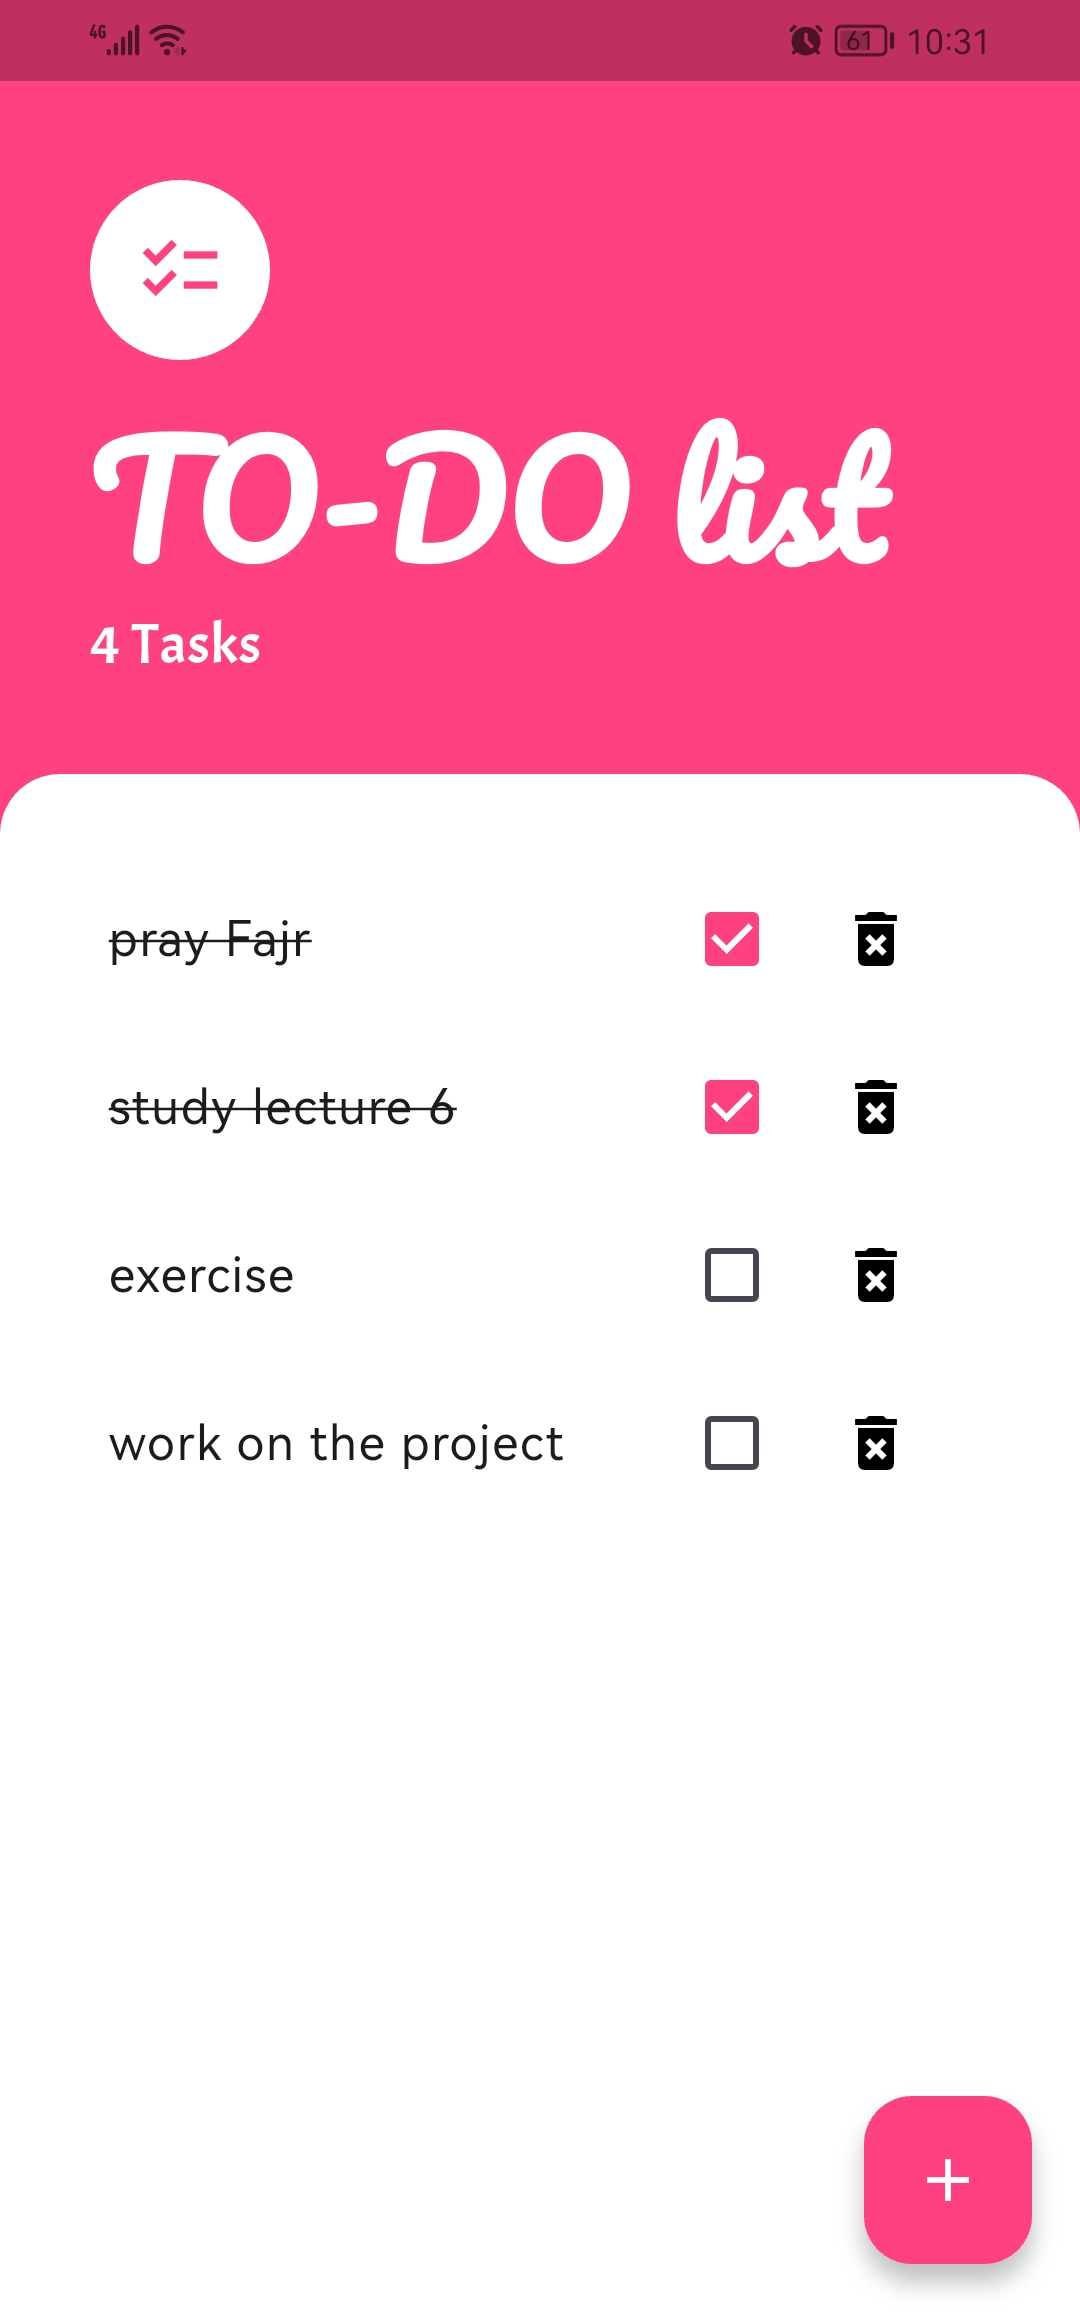 4G 61 10:31
TO-DO list
4 Tasks
pray Fajr
study lecture 6
exercise
work on the project